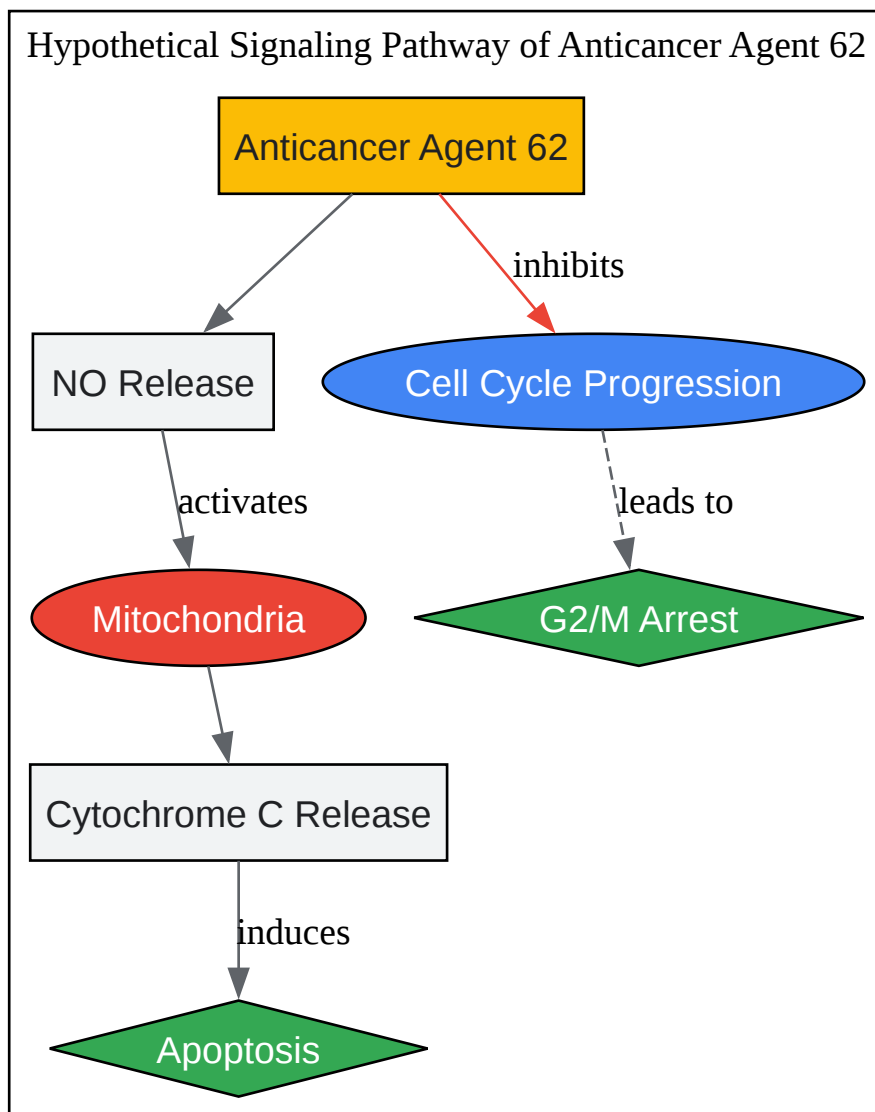 Hypothetical Signaling Pathway of Anticancer Agent 62
Anticancer Agent 62
inhibits
NO Release
Cell Cycle Progression
activates
leads to
Mitochondria
G2/M Arrest
Cytochrome C Release
induces
Apoptosis